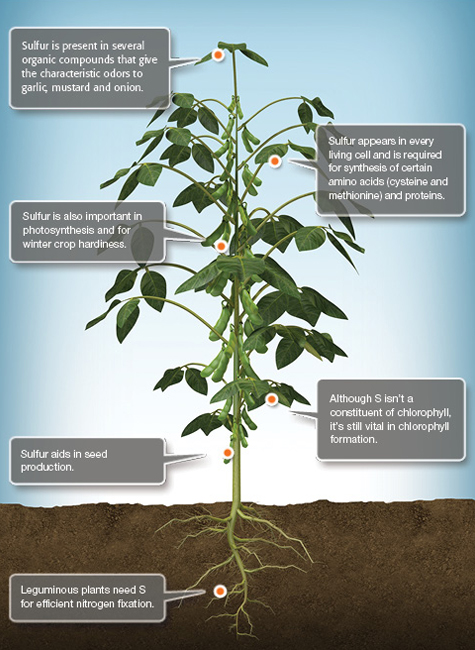 Sulfur is present in several
organic compounds that give
the characteristic odors to
garlic, mustard and onion.
Sulfur appears in every
living cell and is required
for synthesis of certain
amino acids (cysteine and
methionine) and proteins.
Sulfur is also important in
photosynthesis and for
winter crop hardiness.
Although S isn't a
constituent of chlorophyll,
it's still vital in chlorophyll
formation.
Sulfur aids in seed
production.
Leguminous plants need S
for efficient nitrogen fixation.